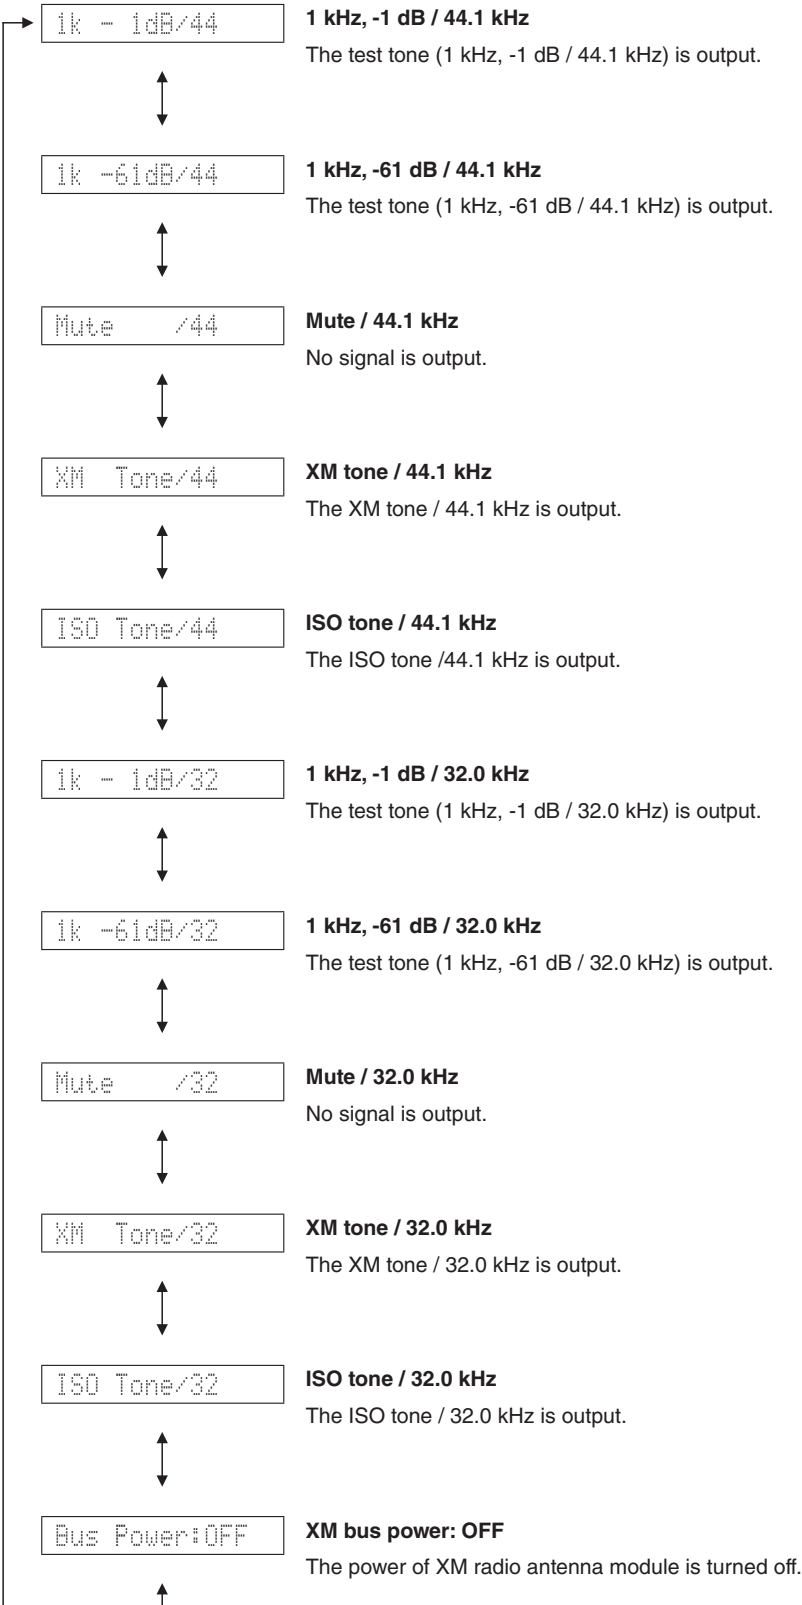 1k - 1dB/44
1 kHz, -1 dB / 44.1 kHz
The test tone (1 kHz, -1 dB / 44.1 kHz) is output.
1k -61dB/44
1 kHz, -61 dB / 44.1 kHz
The test tone (1 kHz, -61 dB / 44.1 kHz) is output.
Mute /44
Mute / 44.1 kHz
No signal is output.
XM Tone/44
XM tone / 44.1 kHz
The XM tone / 44.1 kHz is output.
ISO Tone/44
ISO tone / 44.1 kHz
The ISO tone /44.1 kHz is output.
1k - 1dB/32
1 kHz, -1 dB / 32.0 kHz
The test tone (1 kHz, -1 dB / 32.0 kHz) is output.
1k -61dB/32
1 kHz, -61 dB / 32.0 kHz
The test tone (1 kHz, -61 dB / 32.0 kHz) is output.
Mute /32
Mute / 32.0 kHz
No signal is output.
XM Tone/32
XM tone / 32.0 kHz
The XM tone / 32.0 kHz is output.
ISO Tone/32
ISO tone / 32.0 kHz
The ISO tone / 32.0 kHz is output.
Bus Power:OFF
XM bus power: OFF
The power of XM radio antenna module is turned off.